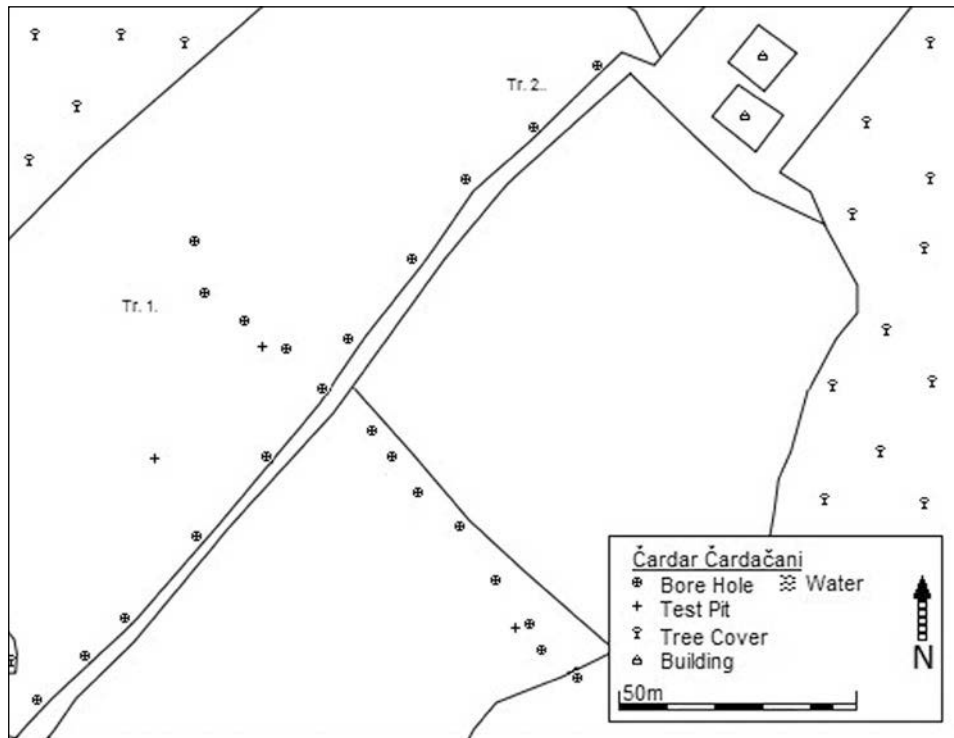 Tr. 2..
Tr. 1.
Čardar Čardačani
Bore Hole
Water
Test Pit
Tree Cover
Building
N
50m